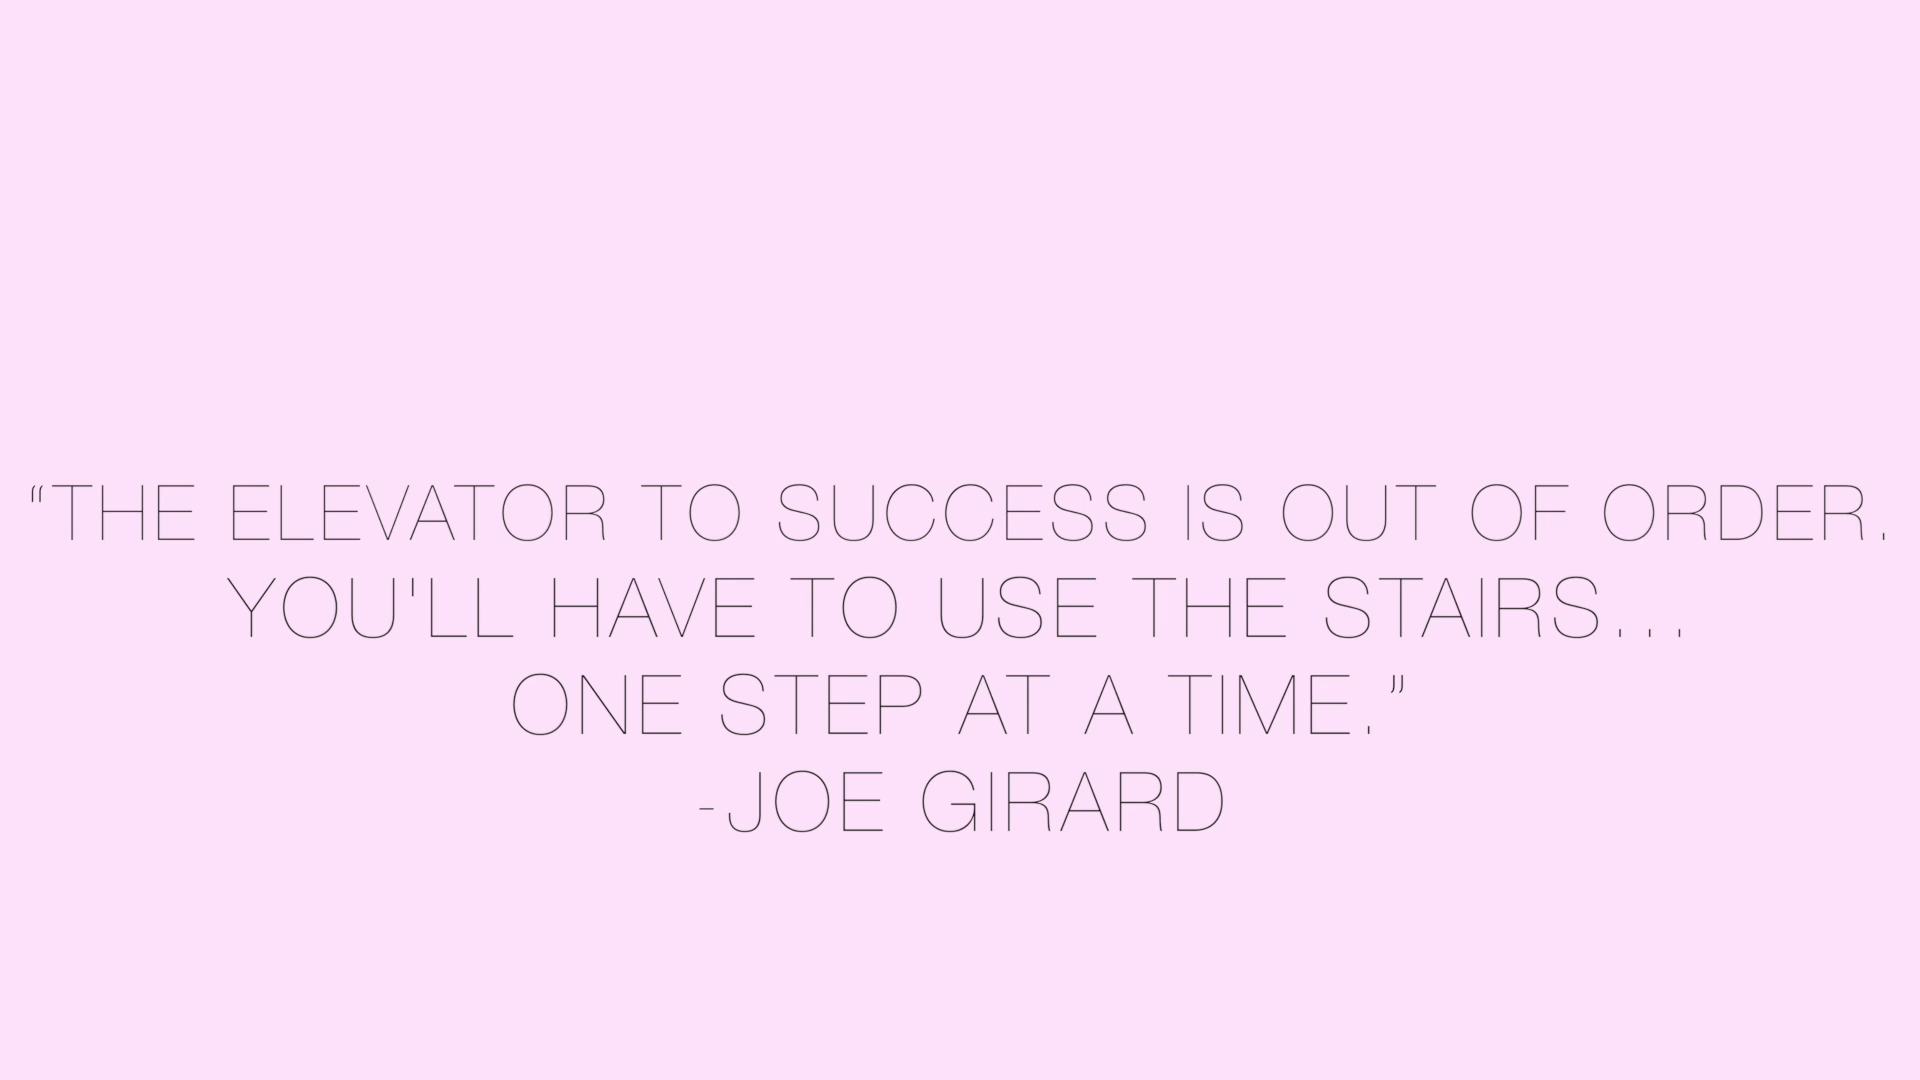 “THE ELEVATOR TO SUCCESS IS OUT OF ORDER.
YOU'LL HAVE TO USE THE STAIRS...
ONE STEP AT A TIME.”
-JOE GIRARD